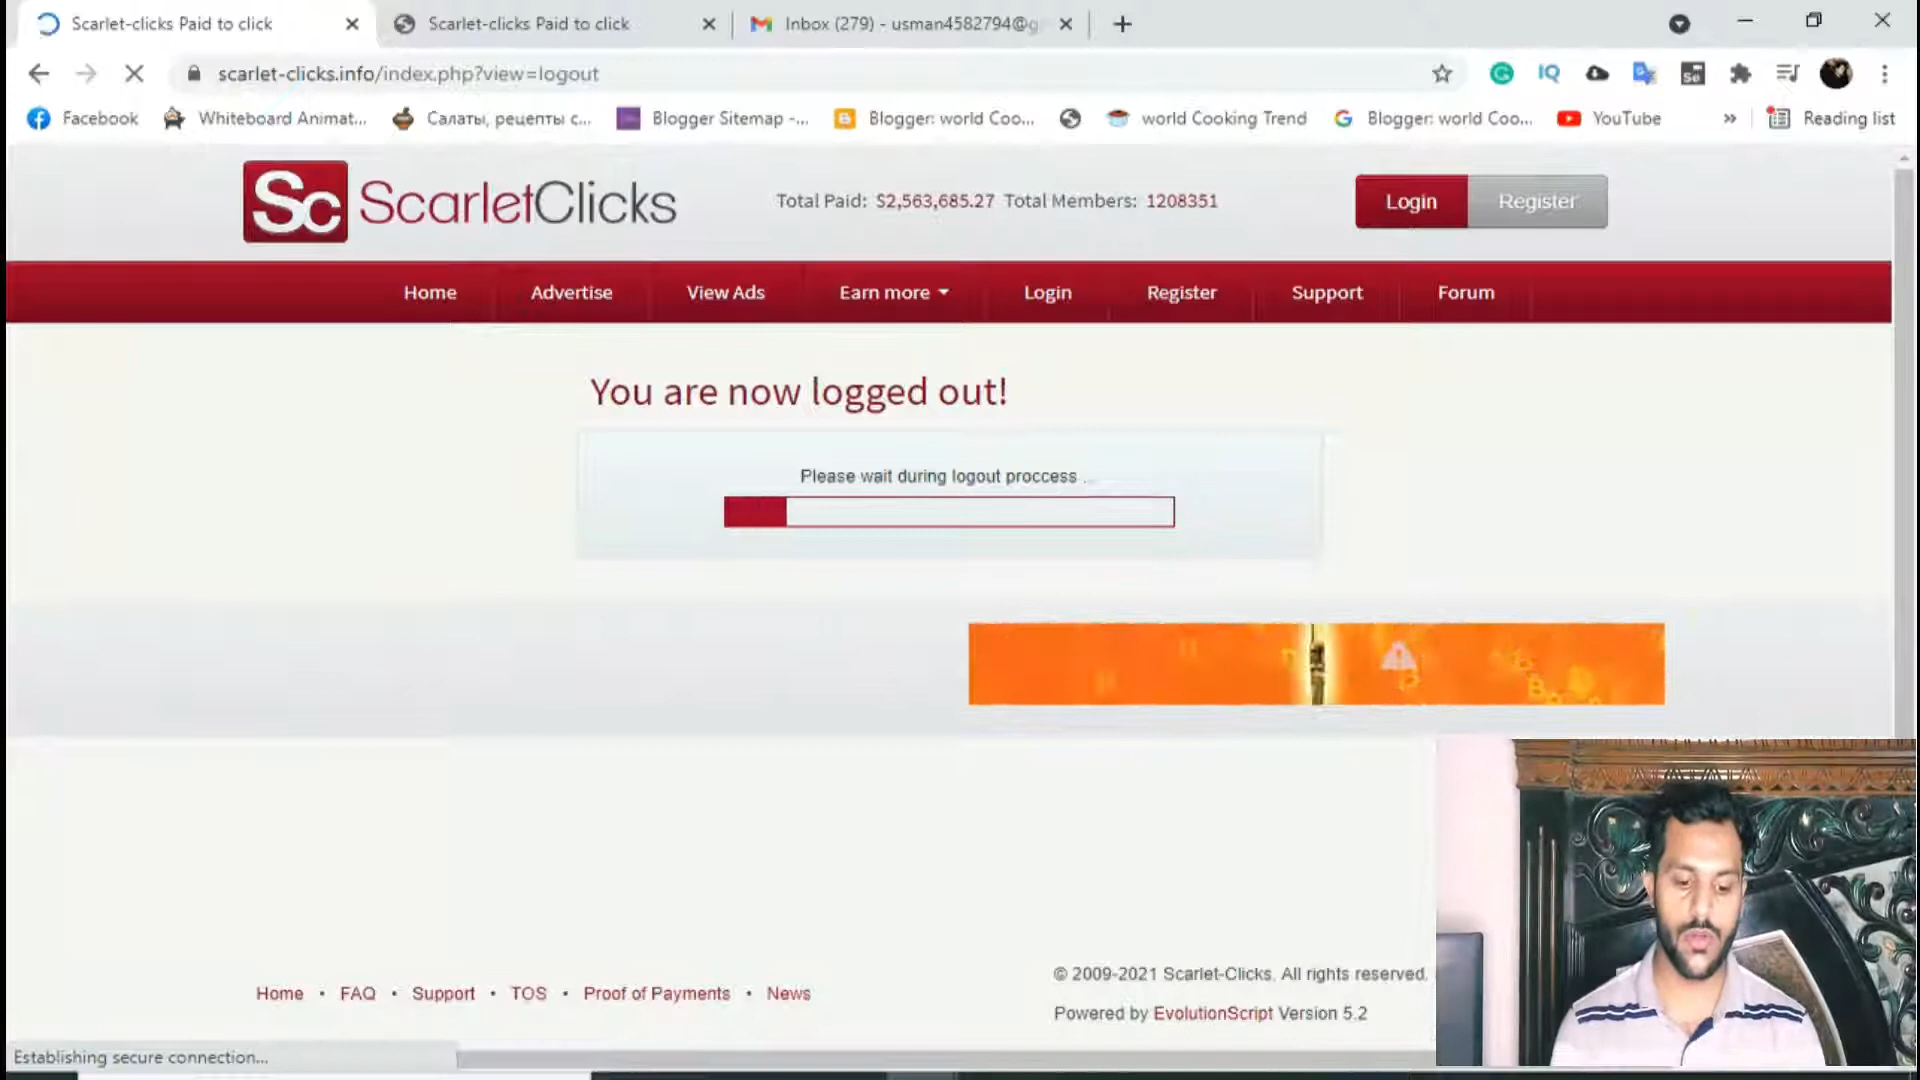 Scarlet-clicks Paid to click
Scarlet-clicks Paid to click
Inbox (279) - usman4582794@g
scarlet-clicks.info/index.php?view=logout
Facebook
Whiteboard Animat...
Салаты, рецепты с...
Blogger Sitemap -...
Blogger: world Coo...
world Cooking Trend
Blogger: world Coo...
YouTube
»
Reading list
Sc ScarletClicks
Total Paid: $2,563,685.27 Total Members: 1208351
Login
Register
Home
Advertise
View Ads
Earn more
Login
Register
Support
Forum
You are now logged out!
Please wait during logout proccess ...
© 2009-2021 Scarlet-Clicks. All rights reserved.
Home • FAQ • Support • TOS • Proof of Payments • News
Powered by EvolutionScript Version 5.2
Establishing secure connection...